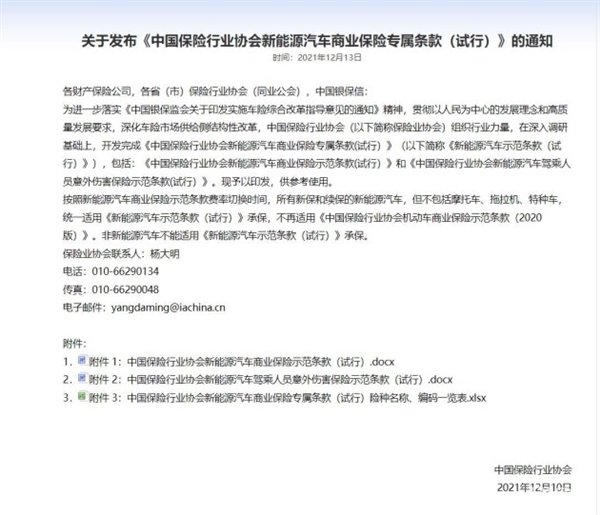 关于发布《中国保险行业协会新能源汽车商业保险专属条款（试行）》的通知
时间：2021年12月13日
各财产保险公司，各省（市）保险行业协会（同业公会），中国银保信：
为进一步落实《中国银保监会关于印发实施车险综合改革指导意见的通知》精神，贯彻以人民为中心的发展理念和高质
量发展要求，深化车险市场供给侧结构性改革，中国保险行业协会（以下简称保险业协会）组织行业力量，在深入调研
基础上，开发完成《中国保险行业协会新能源汽车商业保险专属条款(试行)》（以下简称《新能源汽车示范条款（试
行）》），包括：《中国保险行业协会新能源汽车商业保险示范条款(试行)》和《中国保险行业协会新能源汽车驾乘人
员意外伤害保险示范条款(试行)》。现予以印发，供参考使用。
按照新能源汽车商业保险示范条款费率切换时间，所有新保和续保的新能源汽车，但不包括摩托车、拖拉机、特种车，
统一适用《新能源汽车示范条款（试行）》承保，不再适用《中国保险行业协会机动车商业保险示范条款（2020
版）》。非新能源汽车不能适用《新能源汽车示范条款（试行）》承保。
保险业协会联系人：杨大明
电话：010-66290134
传真：010-66290048
电子邮件：yangdaming@iachina.cn
附件：
1. 附件 1：中国保险行业协会新能源汽车商业保险示范条款（试行）.docx
2. 附件 2：中国保险行业协会新能源汽车驾乘人员意外伤害保险示范条款（试行）.docx
3. 附件 3：中国保险行业协会新能源汽车商业保险专属条款（试行）险种名称、编码一览表.xlsx
中国保险行业协会
2021年12月10日